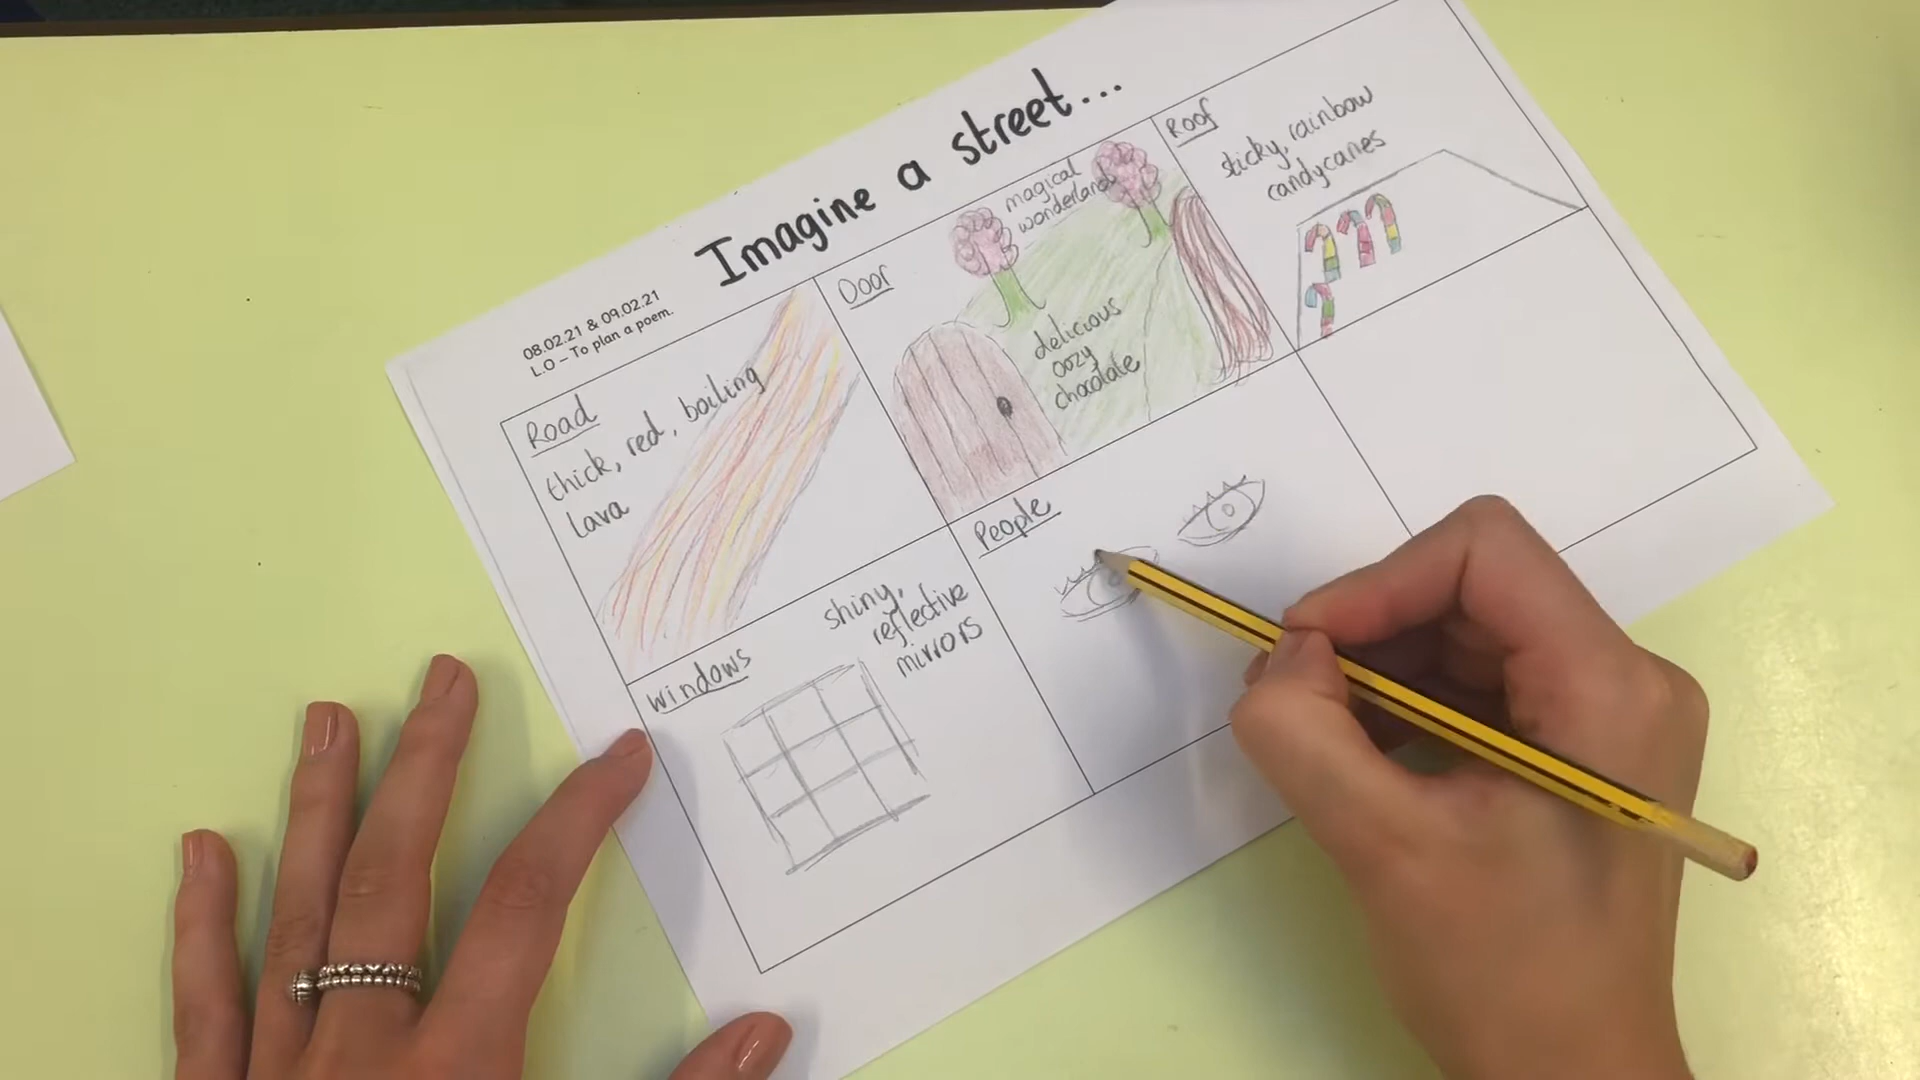 Imagine a street...
08.02.21 & 09.02.21
L.O – To plan a poem.
Road
thick, red, boiling
lava
Door
magical
wonderland
delicious
oozy
chocolate
Roof
sticky, rainbow
candycanes
windows
shiny,
reflective
mirrors
People